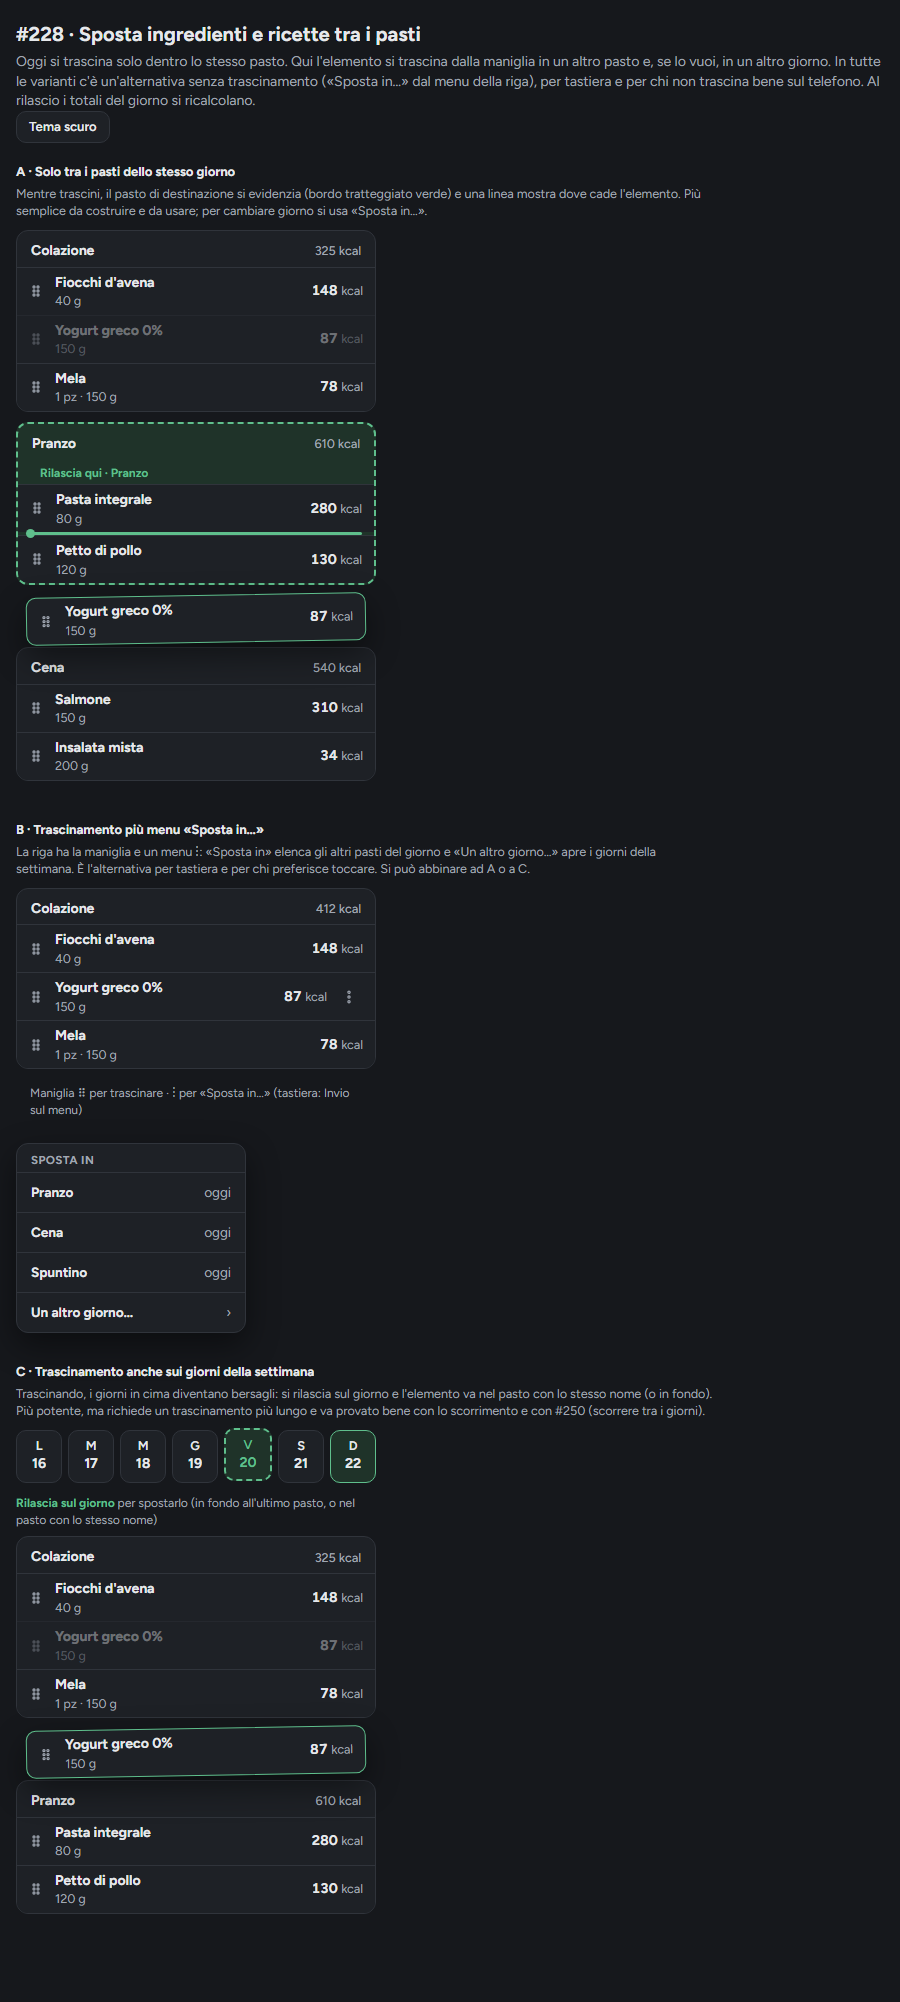 #228 · Sposta ingredienti e ricette tra i pasti
Oggi si trascina solo dentro lo stesso pasto. Qui l'elemento si trascina dalla maniglia in un altro pasto e, se lo vuoi, in un altro giorno. In tutte
le varianti c'è un'alternativa senza trascinamento («Sposta in…» dal menu della riga), per tastiera e per chi non trascina bene sul telefono. Al
rilascio i totali del giorno si ricalcolano.
Tema scuro
A · Solo tra i pasti dello stesso giorno
Mentre trascini, il pasto di destinazione si evidenzia (bordo tratteggiato verde) e una linea mostra dove cade l'elemento. Più
semplice da costruire e da usare; per cambiare giorno si usa «Sposta in…».
Colazione 325 kcal
Fiocchi d'avena 148 kcal
40 g
Yogurt greco 0% 87 kcal
150 g
Mela 78 kcal
1 pz · 150 g
Pranzo 610 kcal
Rilascia qui · Pranzo
Pasta integrale 280 kcal
80 g
Petto di pollo 130 kcal
120 g
Yogurt greco 0% 87 kcal
150 g
Cena 540 kcal
Salmone 310 kcal
150 g
Insalata mista 34 kcal
200 g
B · Trascinamento più menu «Sposta in…»
La riga ha la maniglia e un menu ⋮: «Sposta in» elenca gli altri pasti del giorno e «Un altro giorno…» apre i giorni della
settimana. È l'alternativa per tastiera e per chi preferisce toccare. Si può abbinare ad A o a C.
Colazione 412 kcal
Fiocchi d'avena 148 kcal
40 g
Yogurt greco 0% 87 kcal ⋮
150 g
Mela 78 kcal
1 pz · 150 g
Maniglia ⠿ per trascinare · ⋮ per «Sposta in…» (tastiera: Invio
sul menu)
SPOSTA IN
Pranzo oggi
Cena oggi
Spuntino oggi
Un altro giorno… ›
C · Trascinamento anche sui giorni della settimana
Trascinando, i giorni in cima diventano bersagli: si rilascia sul giorno e l'elemento va nel pasto con lo stesso nome (o in fondo).
Più potente, ma richiede un trascinamento più lungo e va provato bene con lo scorrimento e con #250 (scorrere tra i giorni).
L M M G V S D
16 17 18 19 20 21 22
Rilascia sul giorno per spostarlo (in fondo all'ultimo pasto, o nel
pasto con lo stesso nome)
Colazione 325 kcal
Fiocchi d'avena 148 kcal
40 g
Yogurt greco 0% 87 kcal
150 g
Mela 78 kcal
1 pz · 150 g
Yogurt greco 0% 87 kcal
150 g
Pranzo 610 kcal
Pasta integrale 280 kcal
80 g
Petto di pollo 130 kcal
120 g